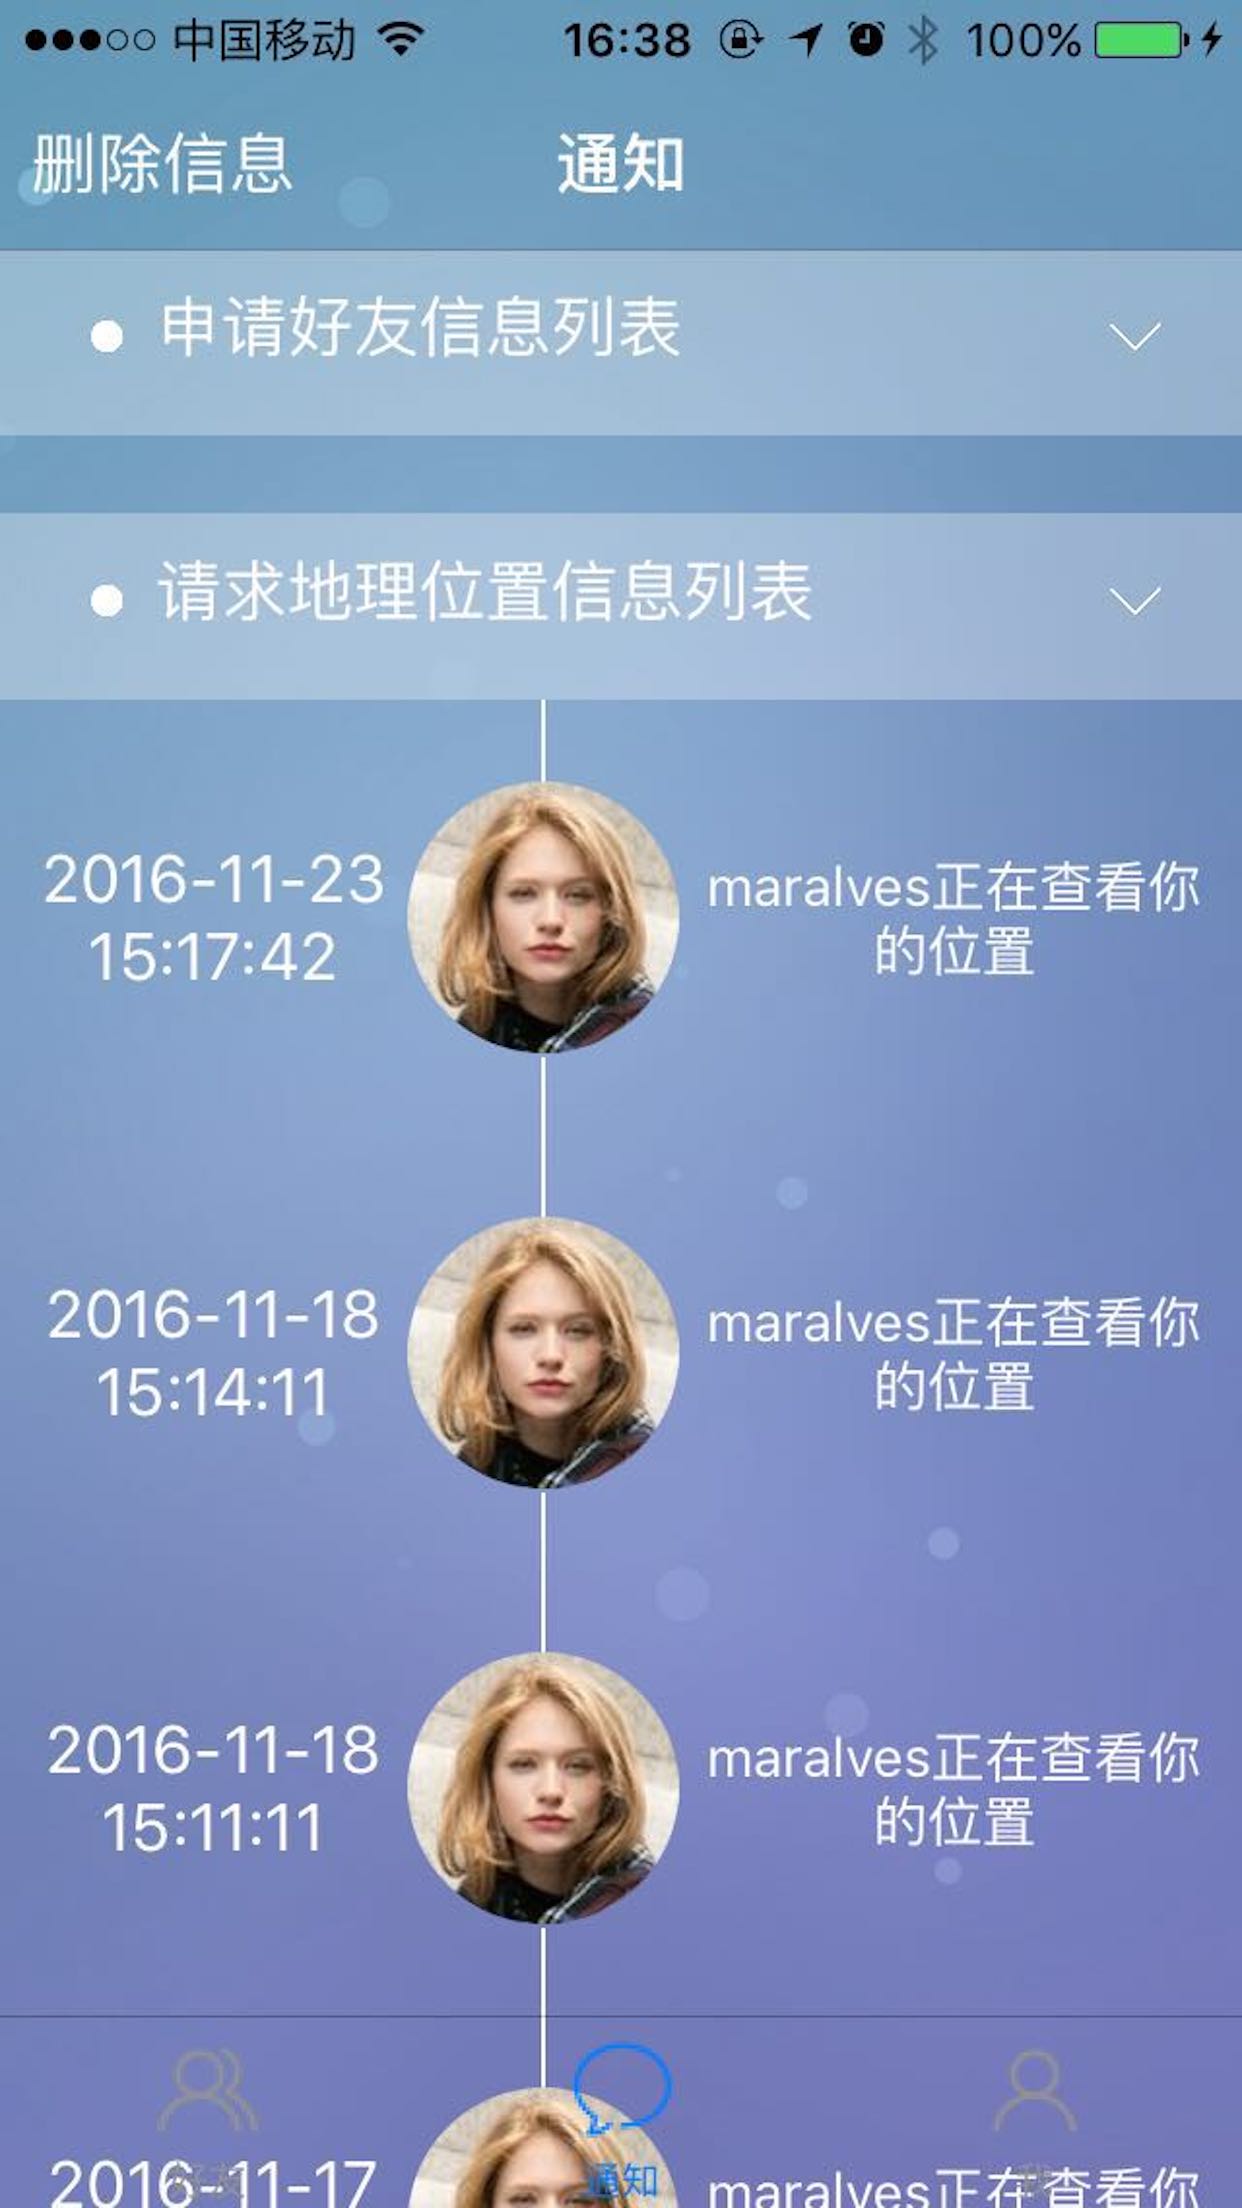 中国移动 16:38 100%
删除信息 通知
申请好友信息列表
请求地理位置信息列表
2016-11-23
15:17:42
maralves正在查看你
的位置
2016-11-18
15:14:11
maralves正在查看你
的位置
2016-11-18
15:11:11
maralves正在查看你
的位置
2016-11-17
maralves正在查看你
好友 通知 我